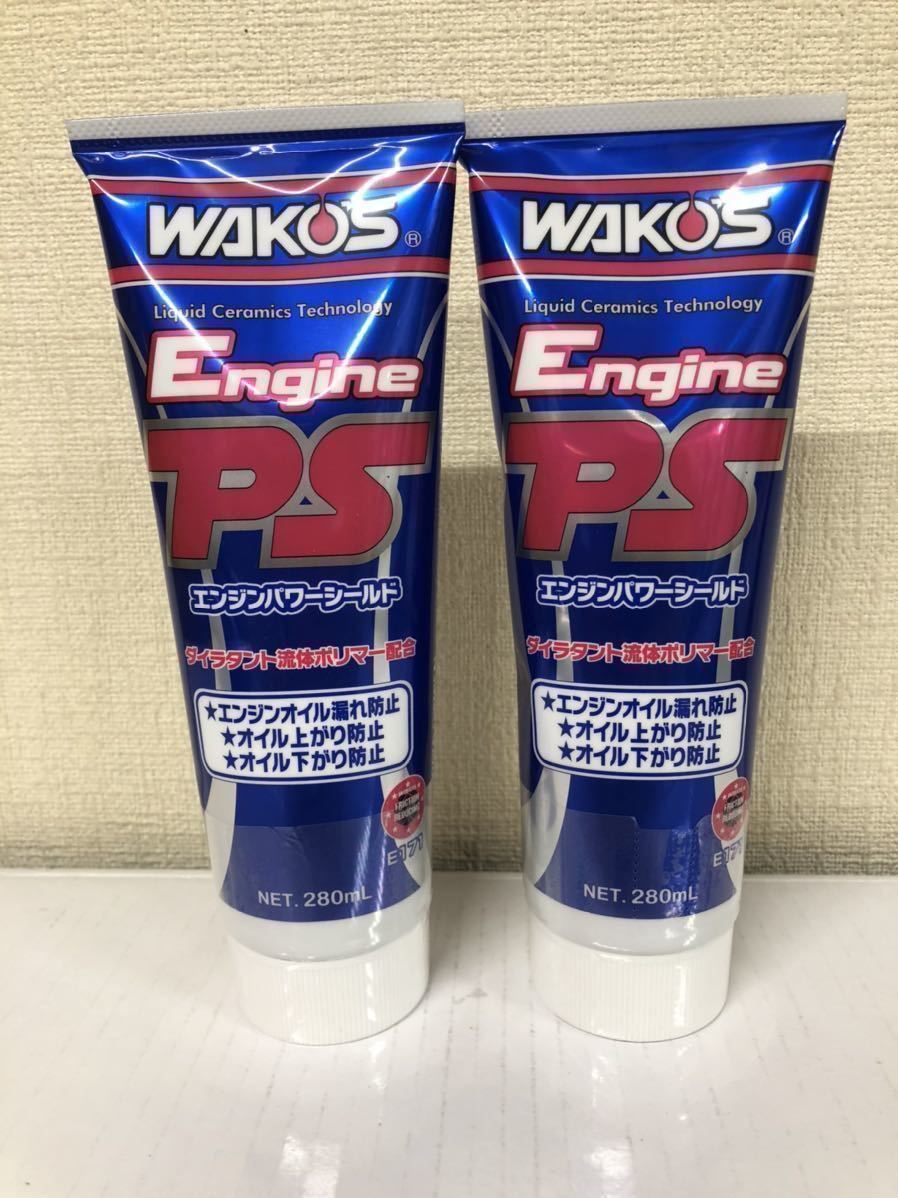 WAKO'S ®
Liquid Ceramics Technology
Engine
PS
エンジンパワーシールド
ダイラタント流体ポリマー配合
★エンジンオイル漏れ防止
★オイル上がり防止
★オイル下がり防止
FRICTION
REDUCING
E171
NET. 280mL
WAKO'S ®
Liquid Ceramics Technology
Engine
PS
エンジンパワーシールド
ダイラタント流体ポリマー配合
★エンジンオイル漏れ防止
★オイル上がり防止
★オイル下がり防止
FRICTION
REDUCING
E171
NET. 280mL